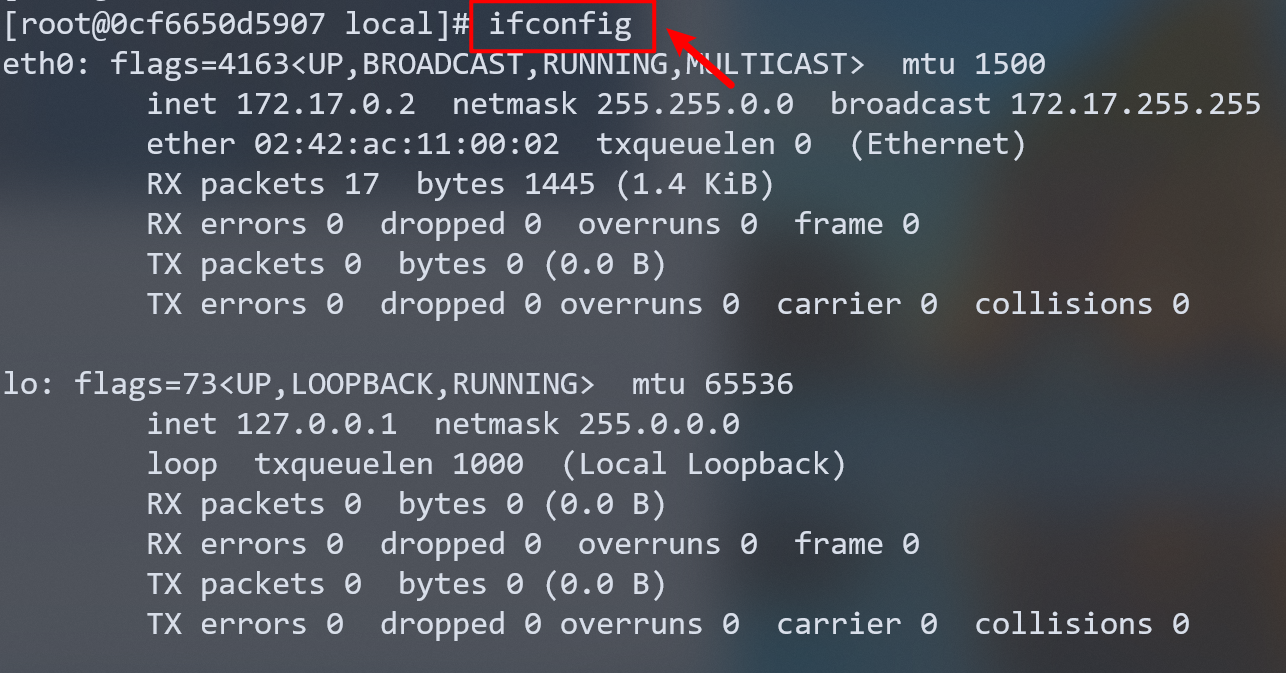 [root@0cf6650d5907 local]# ifconfig
eth0: flags=4163<UP,BROADCAST,RUNNING,MULTICAST>  mtu 1500
        inet 172.17.0.2  netmask 255.255.0.0  broadcast 172.17.255.255
        ether 02:42:ac:11:00:02  txqueuelen 0  (Ethernet)
        RX packets 17  bytes 1445 (1.4 KiB)
        RX errors 0  dropped 0  overruns 0  frame 0
        TX packets 0  bytes 0 (0.0 B)
        TX errors 0  dropped 0 overruns 0  carrier 0  collisions 0

lo: flags=73<UP,LOOPBACK,RUNNING>  mtu 65536
        inet 127.0.0.1  netmask 255.0.0.0
        loop  txqueuelen 1000  (Local Loopback)
        RX packets 0  bytes 0 (0.0 B)
        RX errors 0  dropped 0  overruns 0  frame 0
        TX packets 0  bytes 0 (0.0 B)
        TX errors 0  dropped 0 overruns 0  carrier 0  collisions 0